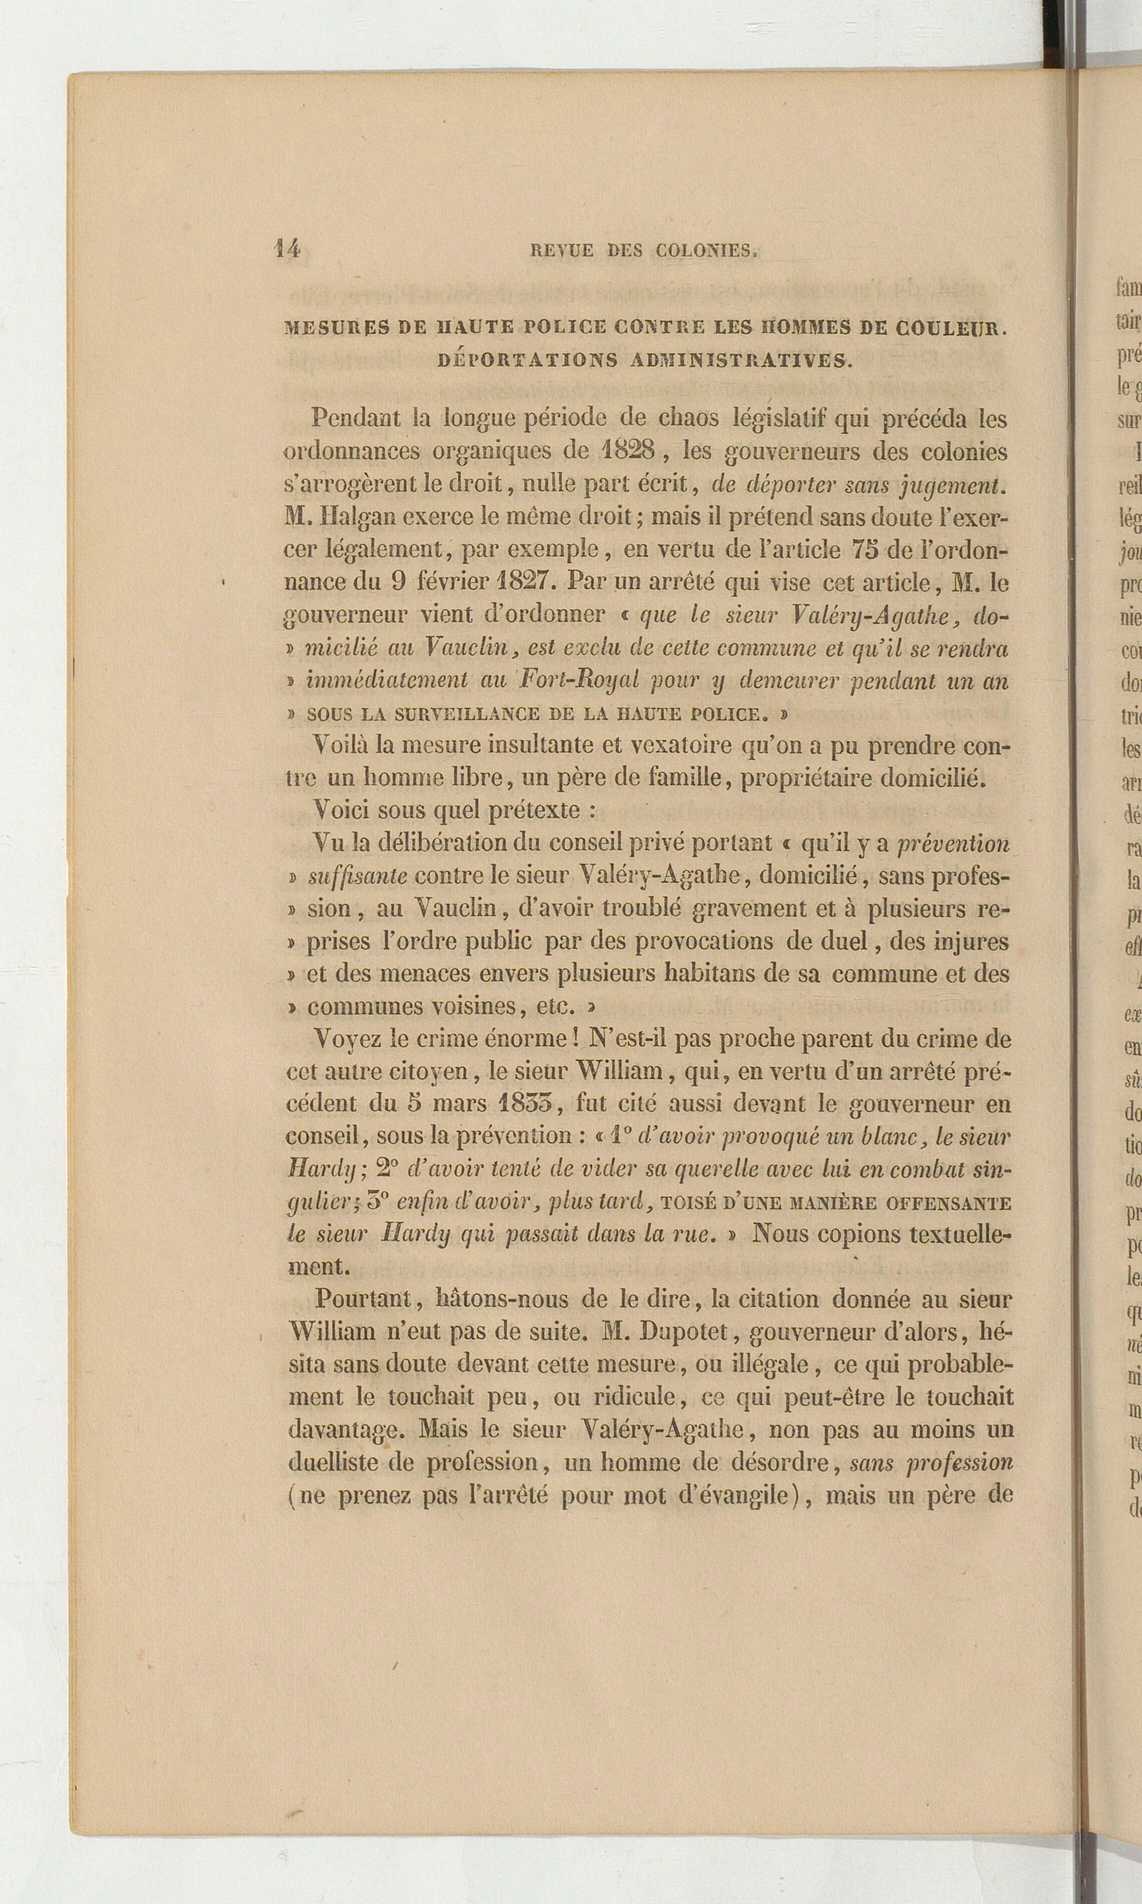 14 REVUE DES COLONIES.
MESURES DE HAUTE POLICE CONTRE LES HOMMES DE COULEUR.
DÉPORTATIONS ADMINISTRATIVES.
Pendant la longue période de chaos législatif qui précéda les
ordonnances organiques de 1828, les gouverneurs des colonies
s'arrogèrent le droit, nulle part écrit, de déporter sans jugement.
M. Halgan exerce le même droit; mais il prétend sans doute l'exer-
cer légalement, par exemple, en vertu de l'article 75 de l'ordon-
nance du 9 février 1827. Par un arrêté qui vise cet article, M. le
gouverneur vient d'ordonner « que le sieur Valéry-Agathe, do-
» micilié au Vauclin, est exclu de cette commune et qu'il se rendra
» immédiatement au Fort-Royal pour y demeurer pendant un an
» SOUS LA SURVEILLANCE DE LA HAUTE POLICE. »
Voilà la mesure insultante et vexatoire qu'on a pu prendre con-
tre un homme libre, un père de famille, propriétaire domicilié.
Voici sous quel prétexte :
Vu la délibération du conseil privé portant « qu'il y a prévention
» suffisante contre le sieur Valéry-Agathe, domicilié, sans profes-
» sion, au Vauclin, d'avoir troublé gravement et à plusieurs re-
» prises l'ordre public par des provocations de duel, des injures
» et des menaces envers plusieurs habitans de sa commune et des
» communes voisines, etc. »
Voyez le crime énorme! N'est-il pas proche parent du crime de
cet autre citoyen, le sieur William, qui, en vertu d'un arrêté pré-
cédent du 5 mars 1833, fut cité aussi devant le gouverneur en
conseil, sous la prévention : « 1° d'avoir provoqué un blanc, le sieur
Hardy; 2° d'avoir tenté de vider sa querelle avec lui en combat sin-
gulier; 3° enfin d'avoir, plus tard, TOISÉ D'UNE MANIÈRE OFFENSANTE
le sieur Hardy qui passait dans la rue. » Nous copions textuelle-
ment.
Pourtant, hâtons-nous de le dire, la citation donnée au sieur
William n'eut pas de suite. M. Dupotet, gouverneur d'alors, hé-
sita sans doute devant cette mesure, ou illégale, ce qui probable-
ment le touchait peu, ou ridicule, ce qui peut-être le touchait
davantage. Mais le sieur Valéry-Agathe, non pas au moins un
duelliste de profession, un homme de désordre, sans profession
(ne prenez pas l'arrêté pour mot d'évangile), mais un père de